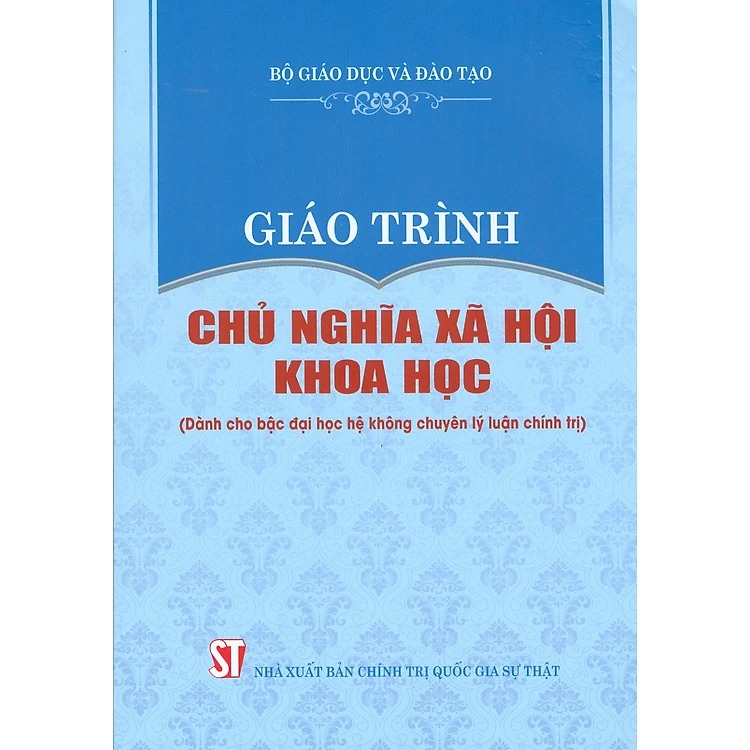 BỘ GIÁO DỤC VÀ ĐÀO TẠO
GIÁO TRÌNH
CHỦ NGHĨA XÃ HỘI
KHOA HỌC
(Dành cho bậc đại học hệ không chuyên lý luận chính trị)
ST
NHÀ XUẤT BẢN CHÍNH TRỊ QUỐC GIA SỰ THẬT